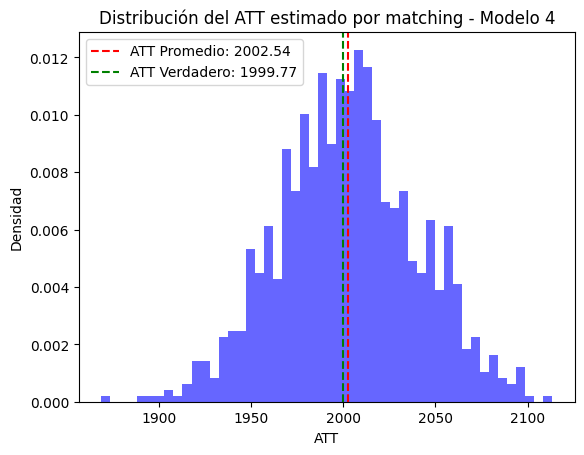 Distribución del ATT estimado por matching - Modelo 4
ATT Promedio: 2002.54
ATT Verdadero: 1999.77
0.012
0.010
0.008
0.006
0.004
0.002
0.000
Densidad
1900 1950 2000 2050 2100
ATT